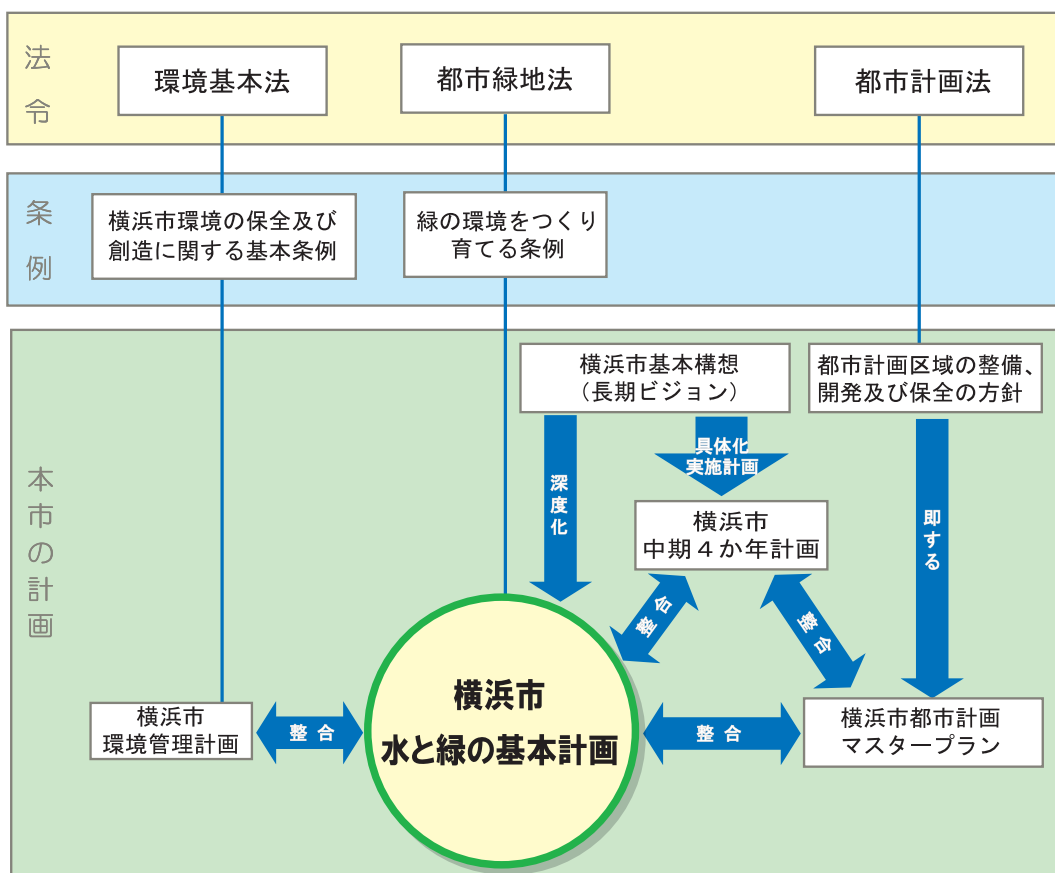 法令
環境基本法
都市緑地法
都市計画法
条例
横浜市環境の保全及び
創造に関する基本条例
緑の環境をつくり
育てる条例
本市の計画
横浜市基本構想
（長期ビジョン）
都市計画区域の整備、
開発及び保全の方針
深度化
具体化
実施計画
即する
横浜市
中期４か年計画
整合
整合
横浜市
水と緑の基本計画
横浜市
環境管理計画
整合
整合
横浜市都市計画
マスタープラン